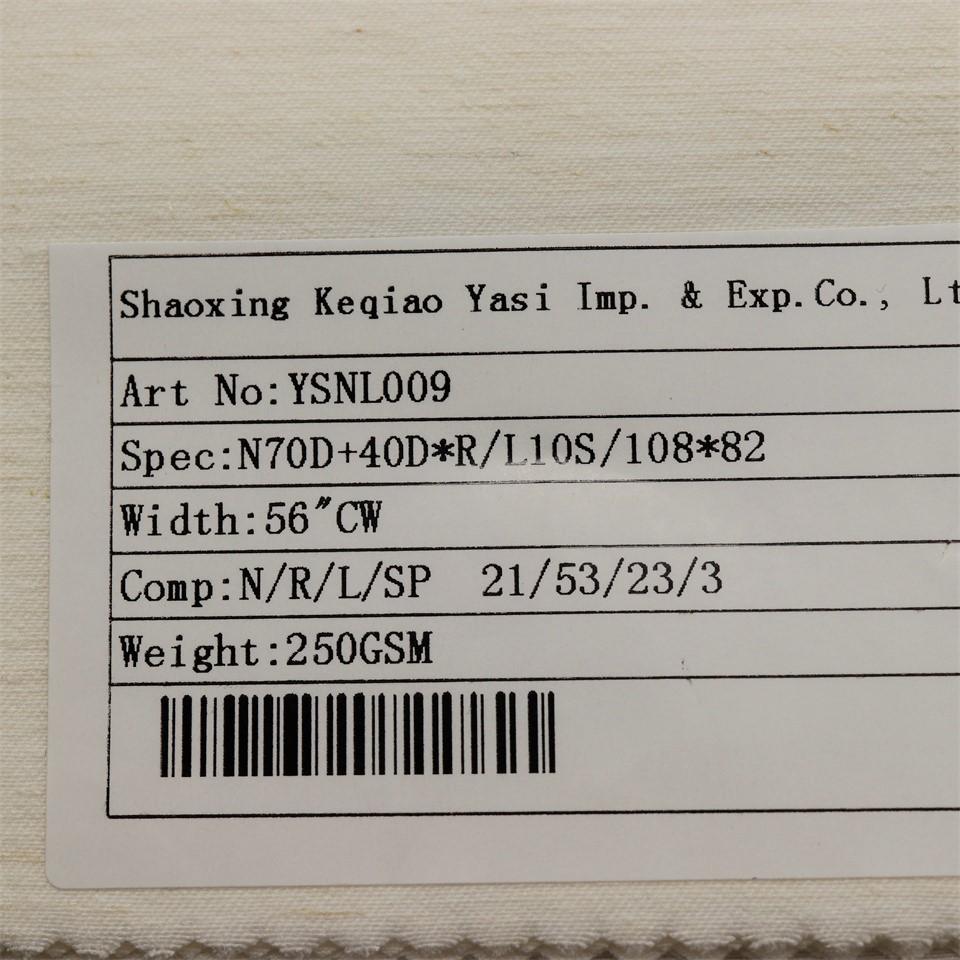 Shaoxing Keqiao Yasi Imp. & Exp.Co.,
Art No:YSNL009
Spec:N70D+40D*R/L10S/108*82
Width:56"CW
Comp:N/R/L/SP 21/53/23/3
Weight:250GSM